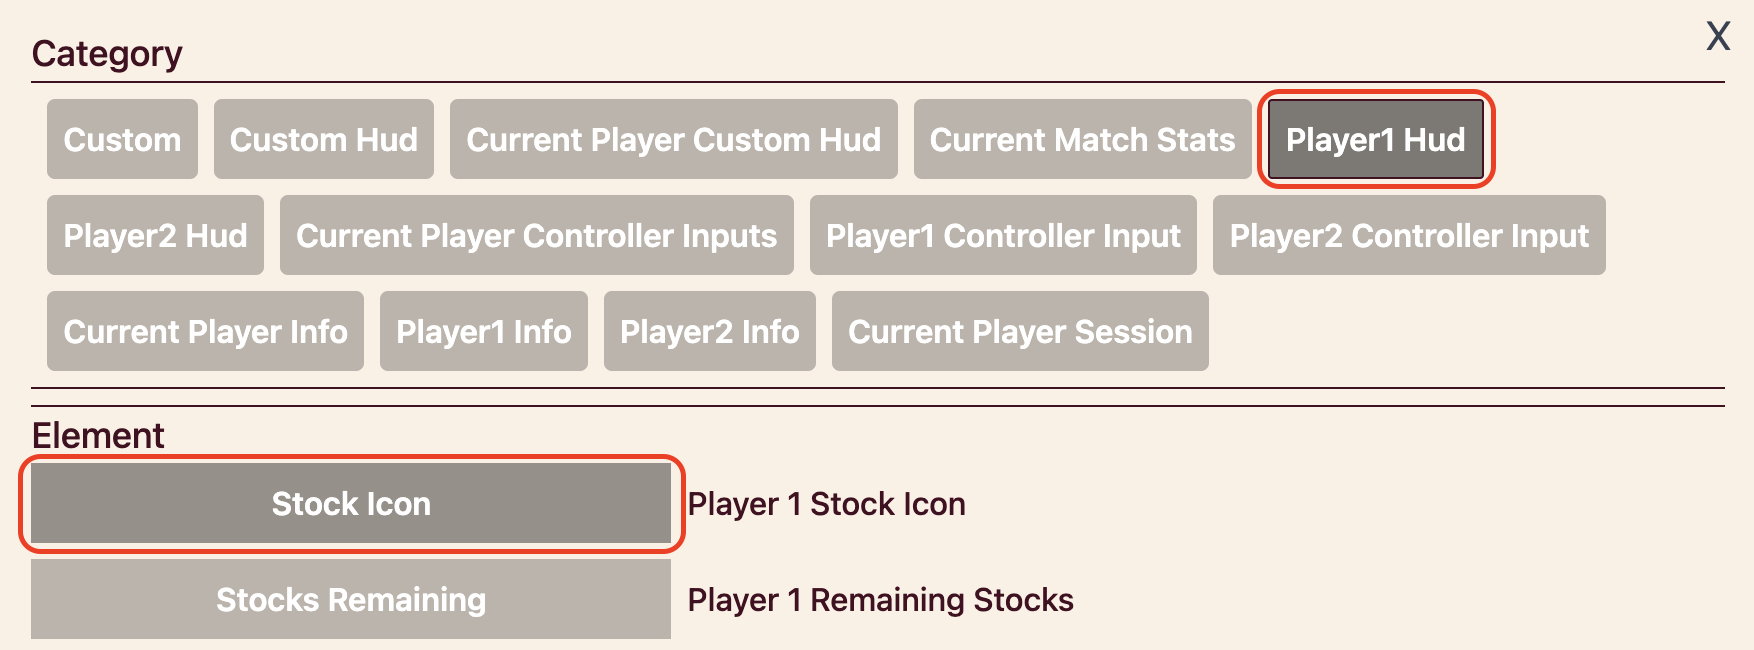 Category
X
Custom
Custom Hud
Current Player Custom Hud
Current Match Stats
Player1 Hud
Player2 Hud
Current Player Controller Inputs
Player1 Controller Input
Player2 Controller Input
Current Player Info
Player1 Info
Player2 Info
Current Player Session
Element
Stock Icon
Player 1 Stock Icon
Stocks Remaining
Player 1 Remaining Stocks